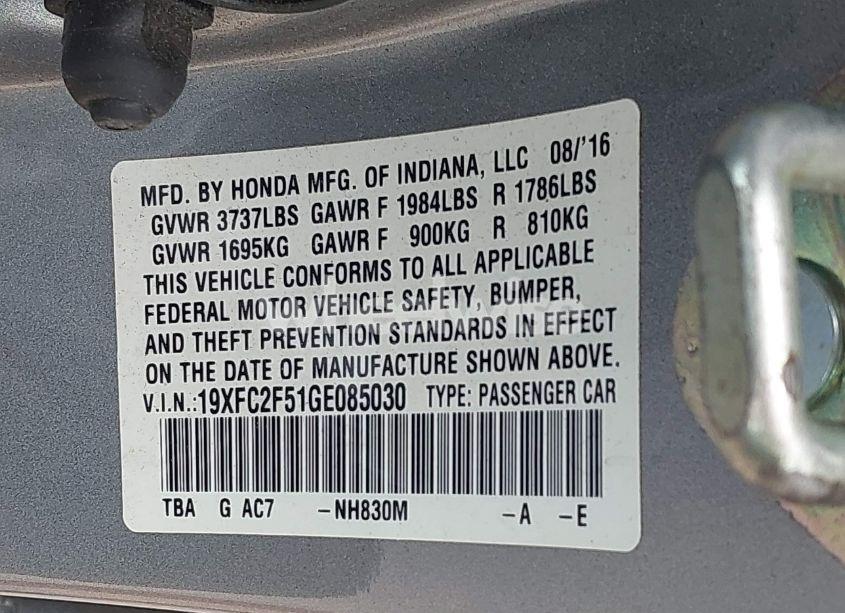 MFD. BY HONDA MFG. OF INDIANA, LLC 08/'16
GVWR 3737LBS GAWR F 1984LBS R 1786LBS
GVWR 1695KG GAWR F 900KG R 810KG
THIS VEHICLE CONFORMS TO ALL APPLICABLE
FEDERAL MOTOR VEHICLE SAFETY, BUMPER,
AND THEFT PREVENTION STANDARDS IN EFFECT
ON THE DATE OF MANUFACTURE SHOWN ABOVE.
V.I.N.:19XFC2F51GE085030 TYPE: PASSENGER CAR
TBA G AC7 -NH830M -A -E